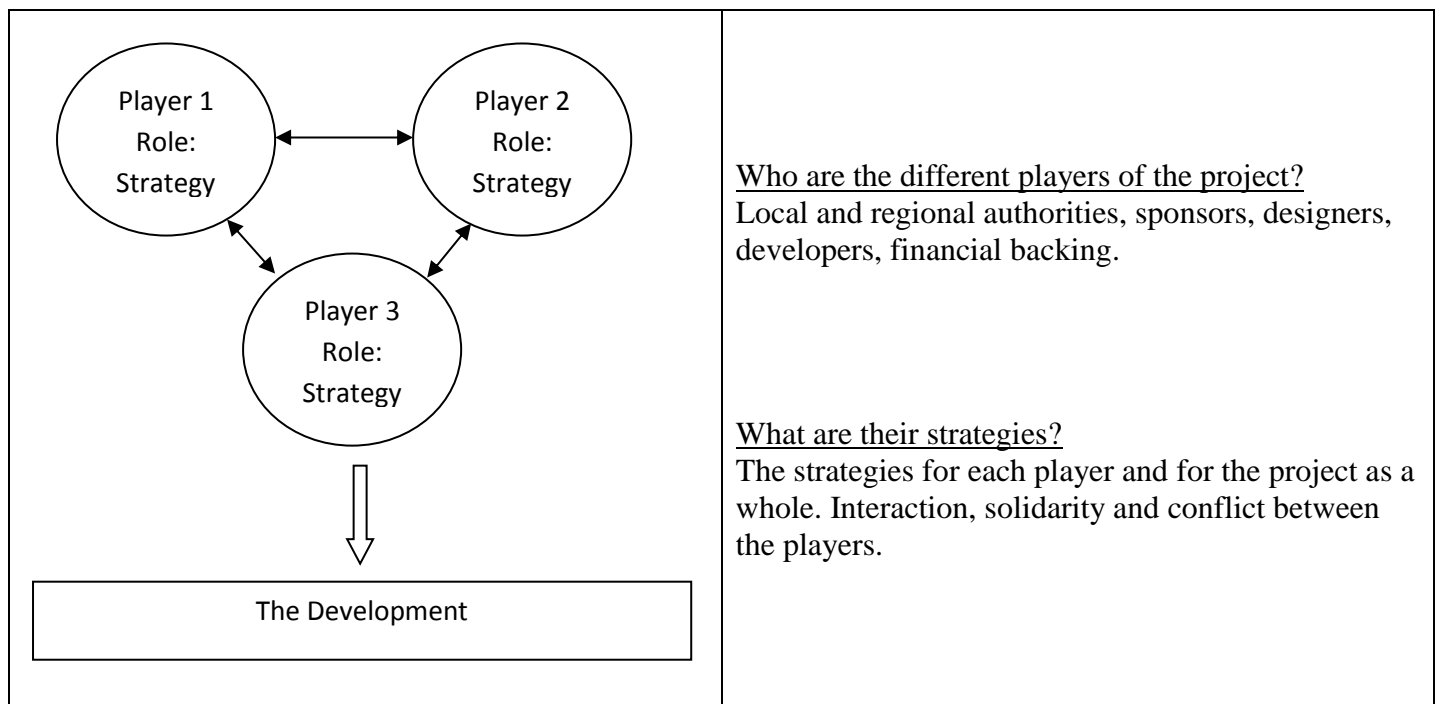 Player 1
Role:
Strategy
Player 2
Role:
Strategy
Player 3
Role:
Strategy
The Development
Who are the different players of the project?
Local and regional authorities, sponsors, designers,
developers, financial backing.
What are their strategies?
The strategies for each player and for the project as a
whole. Interaction, solidarity and conflict between
the players.